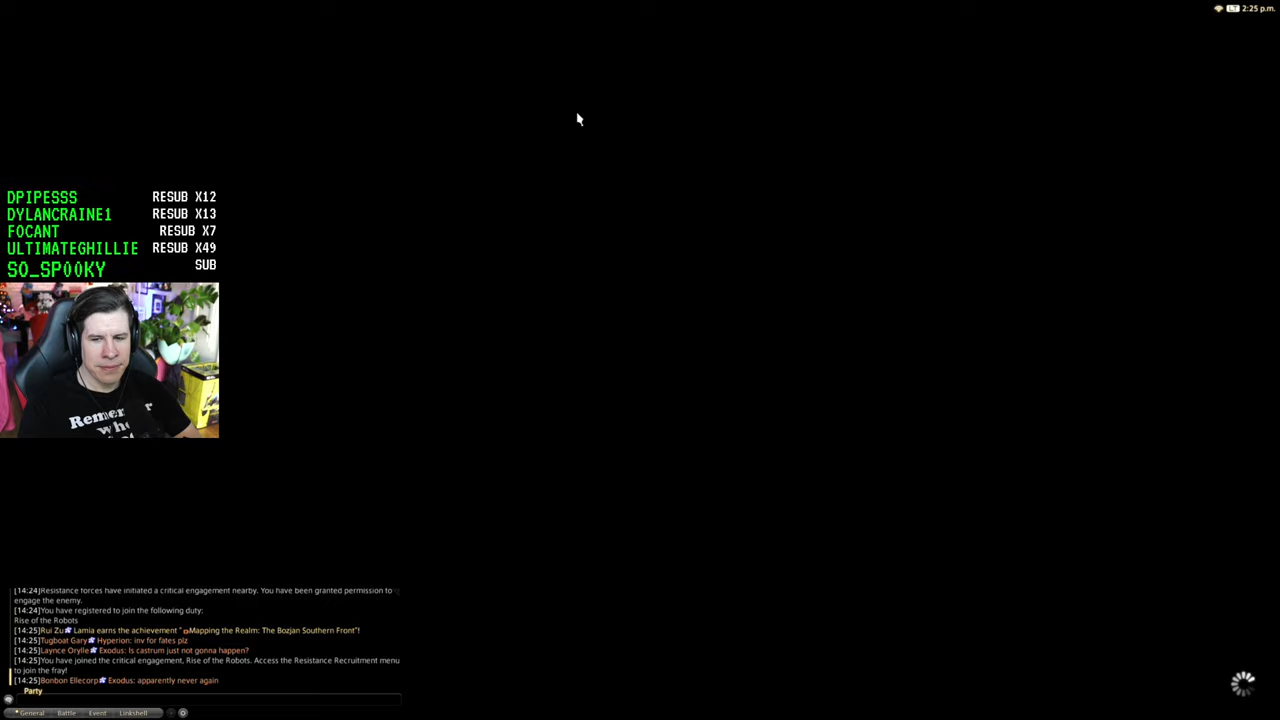 LT 2:25 p.m.
DPIPESSS RESUB X12
DYLANCRAINE1 RESUB X13
FOCANT RESUB X7
ULTIMATEGHILLIE RESUB X49
SO_SPOOKY SUB
Remember
Who
[14:24]Resistance forces have initiated a critical engagement nearby. You have been granted permission to
engage the enemy.
[14:24]You have registered to join the following duty:
Rise of the Robots
[14:25]Rui Zu Lamia earns the achievement "Mapping the Realm: The Bozjan Southern Front"!
[14:25]Tugboat Gary Hyperion: inv for fates plz
[14:25]Laynce Orylle Exodus: Is castrum just not gonna happen?
[14:25]You have joined the critical engagement, Rise of the Robots. Access the Resistance Recruitment menu
to join the fray!
[14:25]Bonbon Ellecorp Exodus: apparently never again
Party
General Battle Event Linkshell